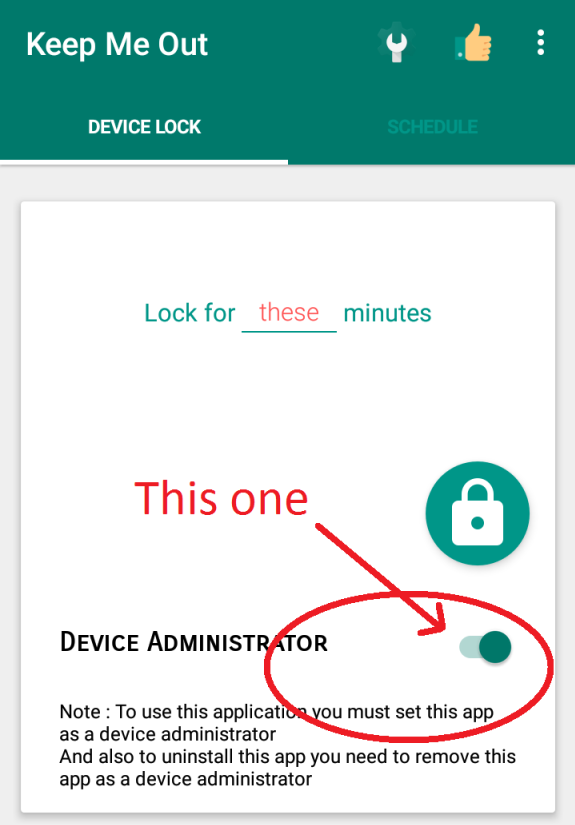 Keep Me Out
DEVICE LOCK SCHEDULE
Lock for these minutes
This one
DEVICE ADMINISTRATOR
Note : To use this application you must set this app
as a device administrator
And also to uninstall this app you need to remove this
app as a device administrator